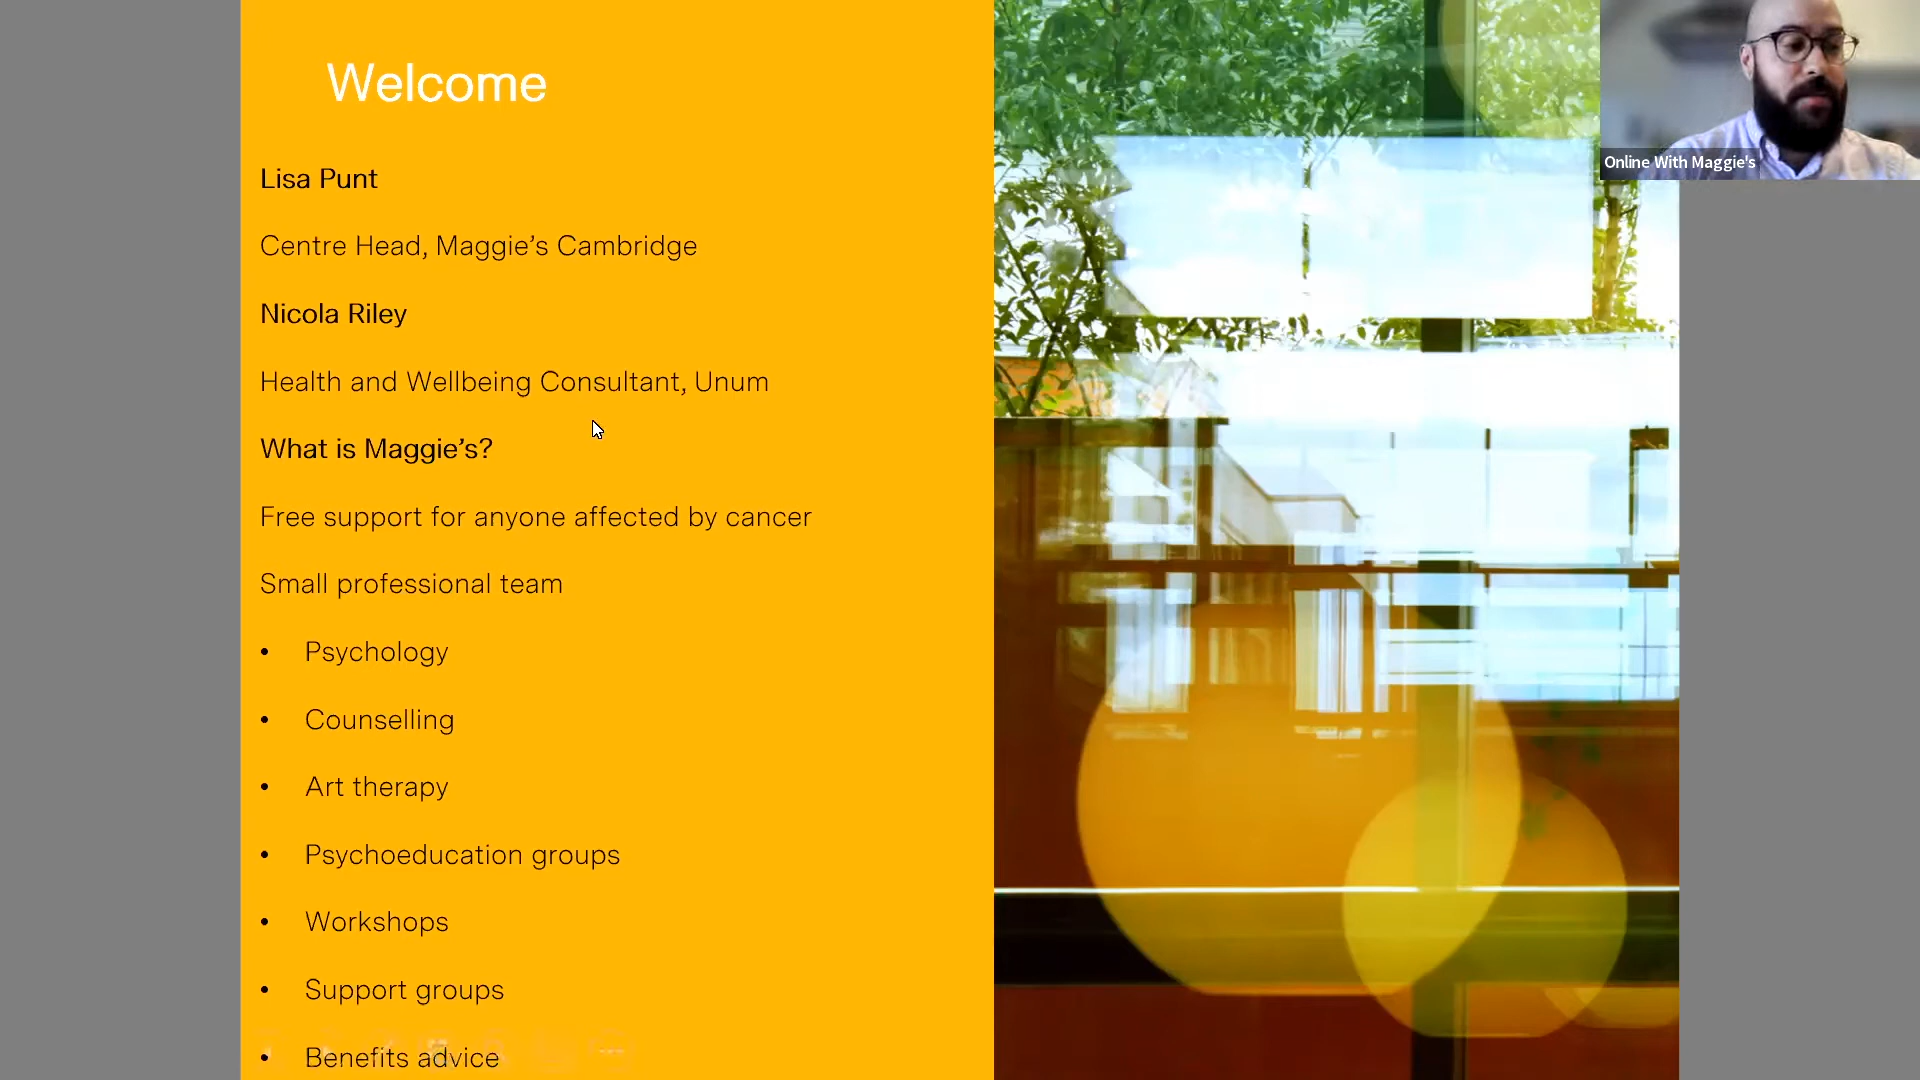 Welcome
Lisa Punt
Centre Head, Maggie’s Cambridge
Nicola Riley
Health and Wellbeing Consultant, Unum
What is Maggie’s?
Free support for anyone affected by cancer
Small professional team
• Psychology
• Counselling
• Art therapy
• Psychoeducation groups
• Workshops
• Support groups
• Benefits advice
Online With Maggie's